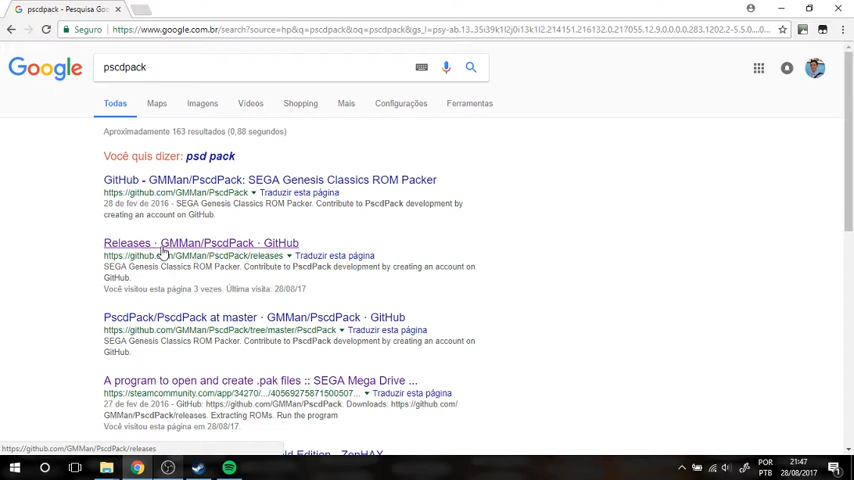 pscdpack - Pesquisa Goo
Seguro
https://www.google.com.br/search?source=hp&q=pscdpack&oq=pscdpack&gs_l=psy-ab.13..35i39k1l2j0i13k1.214151.216132.0.217055.12.9.0.0.0.0.283.1202.2-5.5.0....0...
Google
pscdpack
Todas Maps Imagens Vídeos Shopping Mais Configurações Ferramentas
Aproximadamente 163 resultados (0,88 segundos)
Você quis dizer: psd pack
GitHub - GMMan/PscdPack: SEGA Genesis Classics ROM Packer
https://github.com/GMMan/PscdPack ▾ Traduzir esta página
28 de fev de 2016 - SEGA Genesis Classics ROM Packer. Contribute to PscdPack development by
creating an account on GitHub.
Releases · GMMan/PscdPack · GitHub
https://github.com/GMMan/PscdPack/releases ▾ Traduzir esta página
SEGA Genesis Classics ROM Packer. Contribute to PscdPack development by creating an account on
GitHub.
Você visitou esta página 3 vezes. Última visita: 28/08/17
PscdPack/PscdPack at master · GMMan/PscdPack · GitHub
https://github.com/GMMan/PscdPack/tree/master/PscdPack ▾ Traduzir esta página
SEGA Genesis Classics ROM Packer. Contribute to PscdPack development by creating an account on
GitHub.
A program to open and create .pak files :: SEGA Mega Drive ...
https://steamcommunity.com/app/34270/.../40569275871500507... ▾ Traduzir esta página
27 de fev de 2016 - GitHub: https://github.com/GMMan/PscdPack. Downloads: https://github.com/
GMMan/PscdPack/releases. Extracting ROMs. Run the program
Você visitou esta página em 28/08/17.
https://github.com/GMMan/PscdPack/releases
ld Edition - ZenHAX
POR
PTB
21:47
28/08/2017